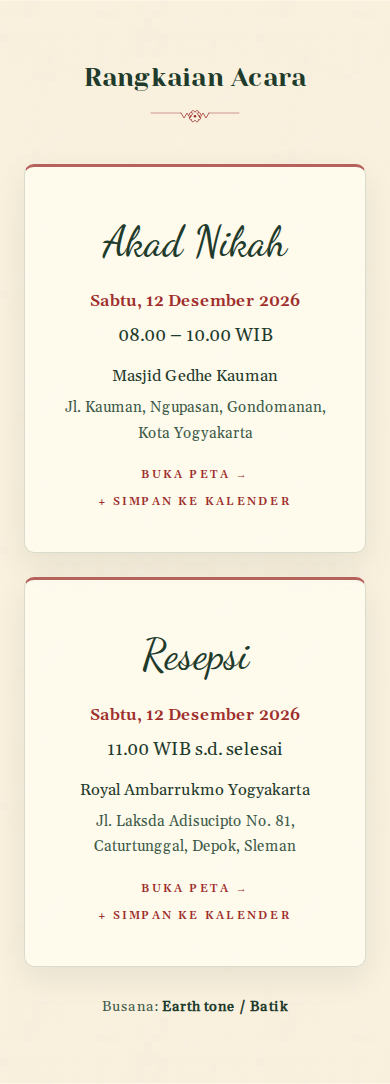 Rangkaian Acara
Akad Nikah
Sabtu, 12 Desember 2026
08.00 – 10.00 WIB
Masjid Gedhe Kauman
Jl. Kauman, Ngupasan, Gondomanan,
Kota Yogyakarta
BUKA PETA →
+ SIMPAN KE KALENDER
Resepsi
Sabtu, 12 Desember 2026
11.00 WIB s.d. selesai
Royal Ambarrukmo Yogyakarta
Jl. Laksda Adisucipto No. 81,
Caturtunggal, Depok, Sleman
BUKA PETA →
+ SIMPAN KE KALENDER
Busana: Earth tone / Batik